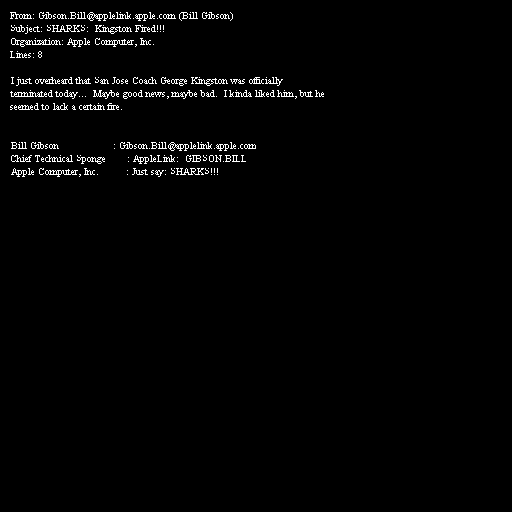 From: Gibson.Bill@applelink.apple.com (Bill Gibson)
Subject: SHARKS:  Kingston Fired!!!
Organization: Apple Computer, Inc.
Lines: 8

I just overheard that San Jose Coach George Kingston was officially
terminated today...  Maybe good news, maybe bad.  I kinda liked him, but he
seemed to lack a certain fire.

Bill Gibson                    : Gibson.Bill@applelink.apple.com
Chief Technical Sponge        : AppleLink:  GIBSON.BILL
Apple Computer, Inc.          : Just say: SHARKS!!!